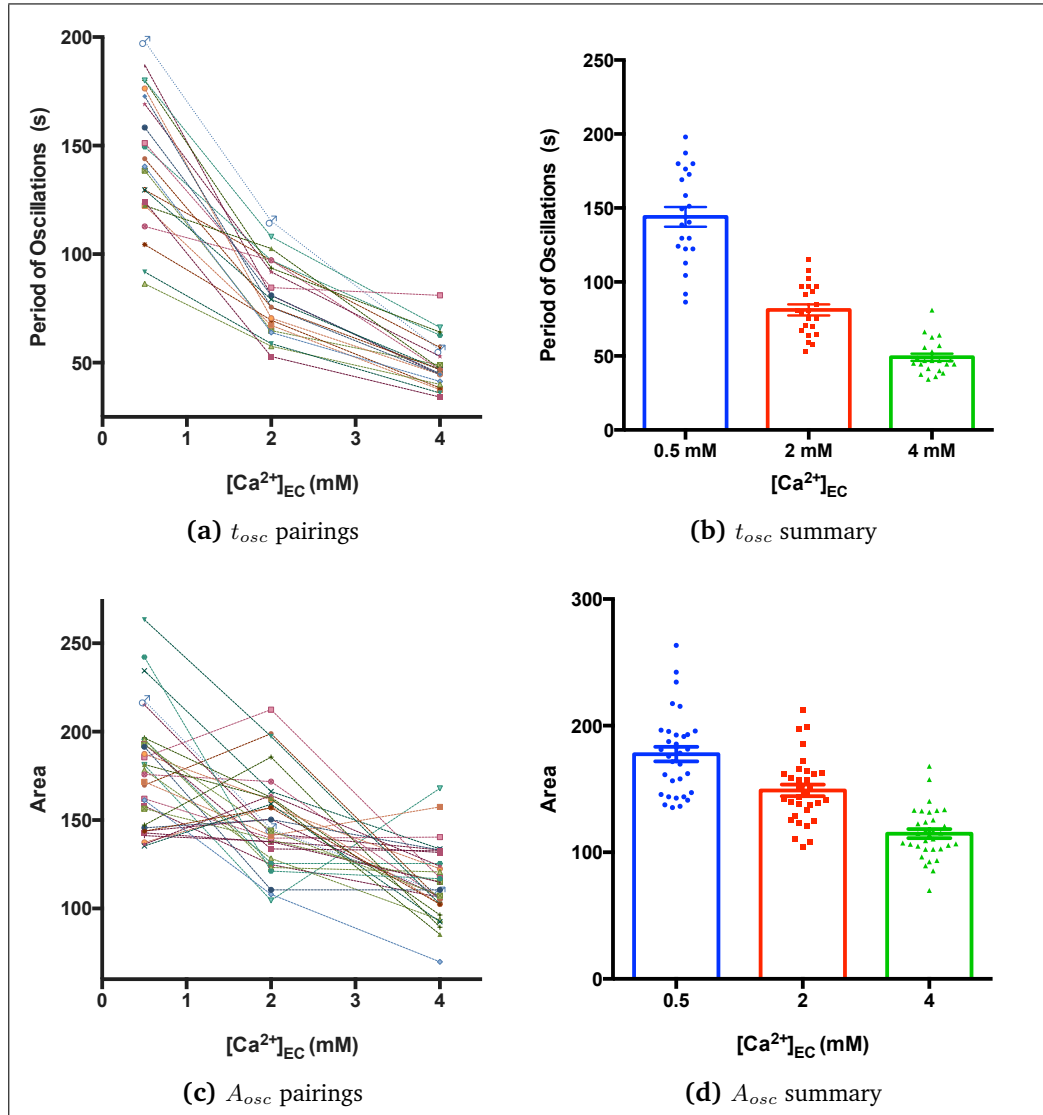 200
150
100
50
Period of Oscillations (s)
0 1 2 3 4
[Ca²⁺]EC (mM)
(a) tosc pairings
250
200
150
100
50
0
Period of Oscillations (s)
0.5 mM 2 mM 4 mM
[Ca²⁺]EC
(b) tosc summary
250
200
150
100
Area
0 1 2 3 4
[Ca²⁺]EC (mM)
(c) Aosc pairings
300
200
100
0
Area
0.5 2 4
[Ca²⁺]EC (mM)
(d) Aosc summary